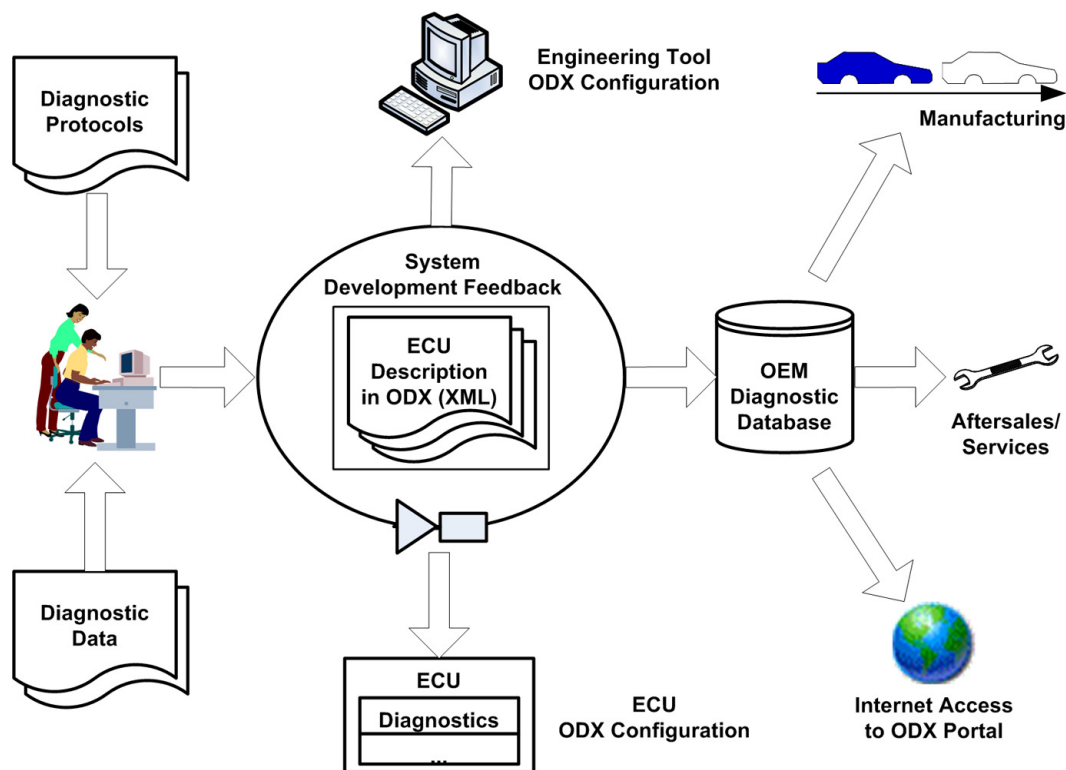 Diagnostic
Protocols
Engineering Tool
ODX Configuration
Manufacturing
System
Development Feedback
ECU
Description
in ODX (XML)
OEM
Diagnostic
Database
Aftersales/
Services
Diagnostic
Data
ECU
Diagnostics
...
ECU
ODX Configuration
Internet Access
to ODX Portal